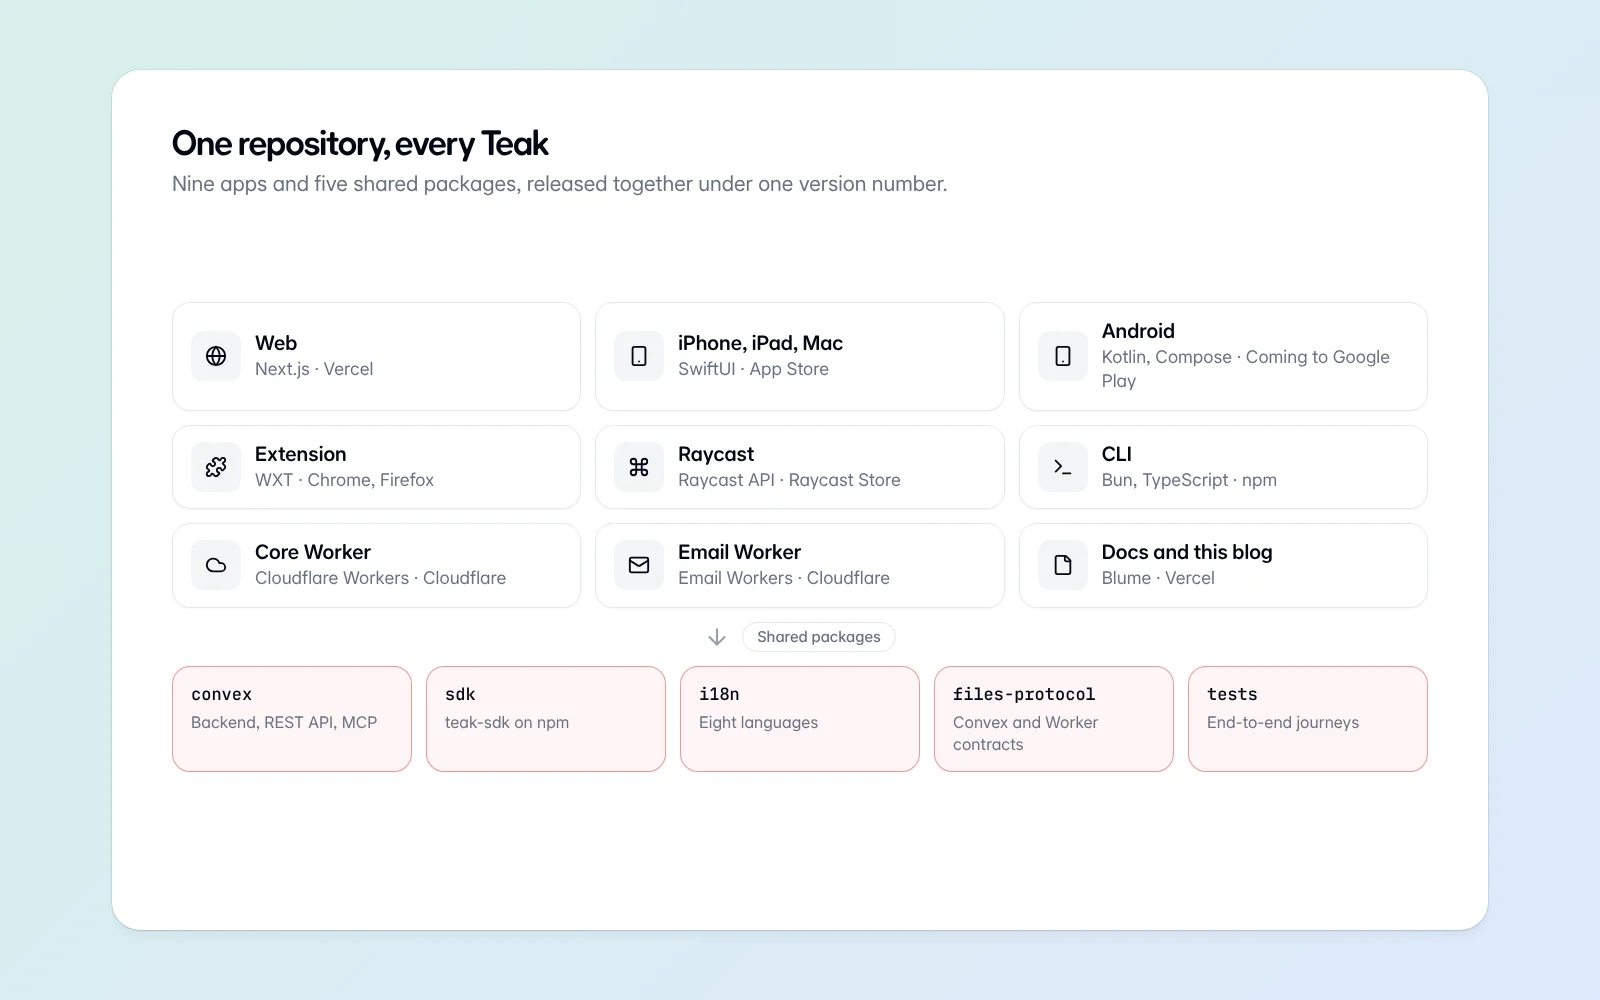 One repository, every Teak
Nine apps and five shared packages, released together under one version number.
Web
Next.js · Vercel
iPhone, iPad, Mac
SwiftUI · App Store
Android
Kotlin, Compose · Coming to Google
Play
Extension
WXT · Chrome, Firefox
Raycast
Raycast API · Raycast Store
CLI
Bun, TypeScript · npm
Core Worker
Cloudflare Workers · Cloudflare
Email Worker
Email Workers · Cloudflare
Docs and this blog
Blume · Vercel
Shared packages
convex
Backend, REST API, MCP
sdk
teak-sdk on npm
i18n
Eight languages
files-protocol
Convex and Worker
contracts
tests
End-to-end journeys